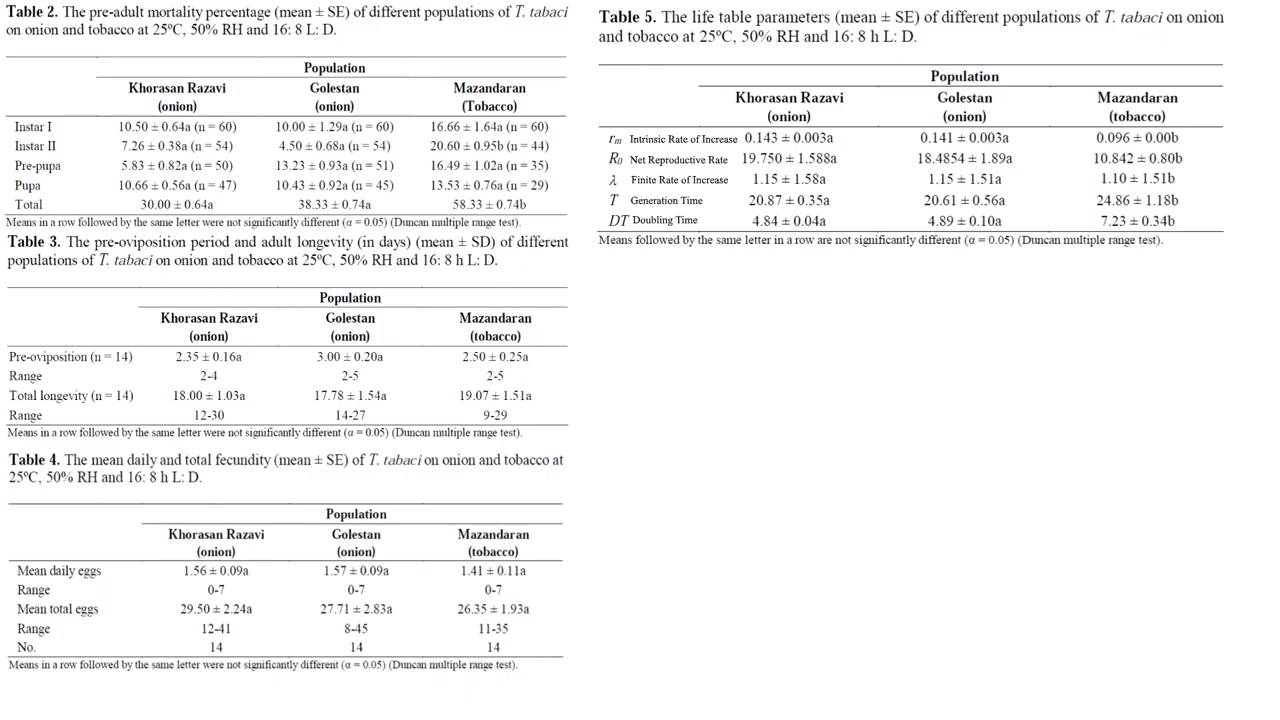 Table 2. The pre-adult mortality percentage (mean ± SE) of different populations of T. tabaci
on onion and tobacco at 25ºC, 50% RH and 16: 8 L: D.
Population
Khorasan Razavi Golestan Mazandaran
(onion) (onion) (Tobacco)
Instar I 10.50 ± 0.64a (n = 60) 10.00 ± 1.29a (n = 60) 16.66 ± 1.64a (n = 60)
Instar II 7.26 ± 0.38a (n = 54) 4.50 ± 0.68a (n = 54) 20.60 ± 0.95b (n = 44)
Pre-pupa 5.83 ± 0.82a (n = 50) 13.23 ± 0.93a (n = 51) 16.49 ± 1.02a (n = 35)
Pupa 10.66 ± 0.56a (n = 47) 10.43 ± 0.92a (n = 45) 13.53 ± 0.76a (n = 29)
Total 30.00 ± 0.64a 38.33 ± 0.74a 58.33 ± 0.74b
Means in a row followed by the same letter were not significantly different (α = 0.05) (Duncan multiple range test).
Table 3. The pre-oviposition period and adult longevity (in days) (mean ± SD) of different
populations of T. tabaci on onion and tobacco at 25ºC, 50% RH and 16: 8 h L: D.
Population
Khorasan Razavi Golestan Mazandaran
(onion) (onion) (tobacco)
Pre-oviposition (n = 14) 2.35 ± 0.16a 3.00 ± 0.20a 2.50 ± 0.25a
Range 2-4 2-5 2-5
Total longevity (n = 14) 18.00 ± 1.03a 17.78 ± 1.54a 19.07 ± 1.51a
Range 12-30 14-27 9-29
Means in a row followed by the same letter were not significantly different (α = 0.05) (Duncan multiple range test).
Table 4. The mean daily and total fecundity (mean ± SE) of T. tabaci on onion and tobacco at
25ºC, 50% RH and 16: 8 h L: D.
Population
Khorasan Razavi Golestan Mazandaran
(onion) (onion) (tobacco)
Mean daily eggs 1.56 ± 0.09a 1.57 ± 0.09a 1.41 ± 0.11a
Range 0-7 0-7 0-7
Mean total eggs 29.50 ± 2.24a 27.71 ± 2.83a 26.35 ± 1.93a
Range 12-41 8-45 11-35
No. 14 14 14
Means in a row followed by the same letter were not significantly different (α = 0.05) (Duncan multiple range test).
Table 5. The life table parameters (mean ± SE) of different populations of T. tabaci on onion
and tobacco at 25ºC, 50% RH and 16: 8 h L: D.
Population
Khorasan Razavi Golestan Mazandaran
(onion) (onion) (tobacco)
rm Intrinsic Rate of Increase 0.143 ± 0.003a 0.141 ± 0.003a 0.096 ± 0.00b
R0 Net Reproductive Rate 19.750 ± 1.588a 18.4854 ± 1.89a 10.842 ± 0.80b
λ Finite Rate of Increase 1.15 ± 1.58a 1.15 ± 1.51a 1.10 ± 1.51b
T Generation Time 20.87 ± 0.35a 20.61 ± 0.56a 24.86 ± 1.18b
DT Doubling Time 4.84 ± 0.04a 4.89 ± 0.10a 7.23 ± 0.34b
Means followed by the same letter in a row are not significantly different (α = 0.05) (Duncan multiple range test).